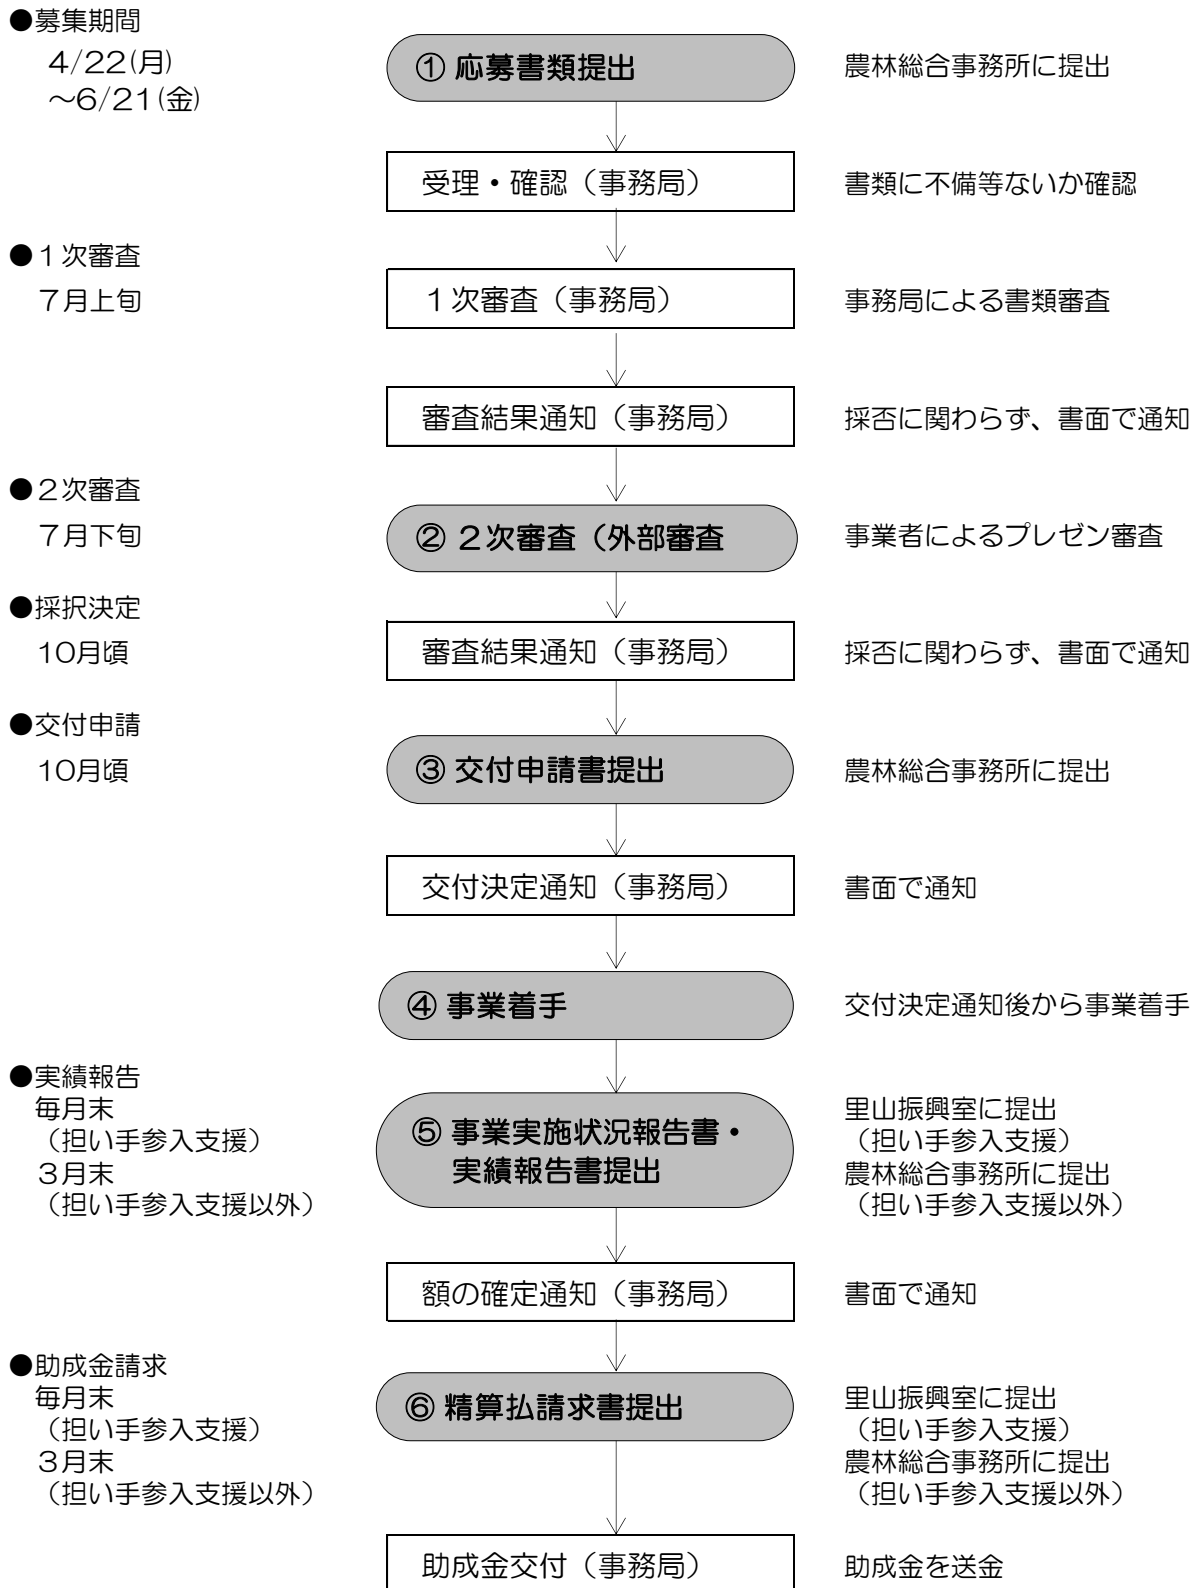 ●募集期間
4/22(月)
～6/21(金)
① 応募書類提出
農林総合事務所に提出
受理・確認（事務局）
書類に不備等ないか確認
●１次審査
７月上旬
１次審査（事務局）
事務局による書類審査
審査結果通知（事務局）
採否に関わらず、書面で通知
●２次審査
７月下旬
② ２次審査（外部審査
事業者によるプレゼン審査
●採択決定
10月頃
審査結果通知（事務局）
採否に関わらず、書面で通知
●交付申請
10月頃
③ 交付申請書提出
農林総合事務所に提出
交付決定通知（事務局）
書面で通知
④ 事業着手
交付決定通知後から事業着手
●実績報告
毎月末
（担い手参入支援）
３月末
（担い手参入支援以外）
⑤ 事業実施状況報告書・
実績報告書提出
里山振興室に提出
（担い手参入支援）
農林総合事務所に提出
（担い手参入支援以外）
額の確定通知（事務局）
書面で通知
●助成金請求
毎月末
（担い手参入支援）
３月末
（担い手参入支援以外）
⑥ 精算払請求書提出
里山振興室に提出
（担い手参入支援）
農林総合事務所に提出
（担い手参入支援以外）
助成金交付（事務局）
助成金を送金